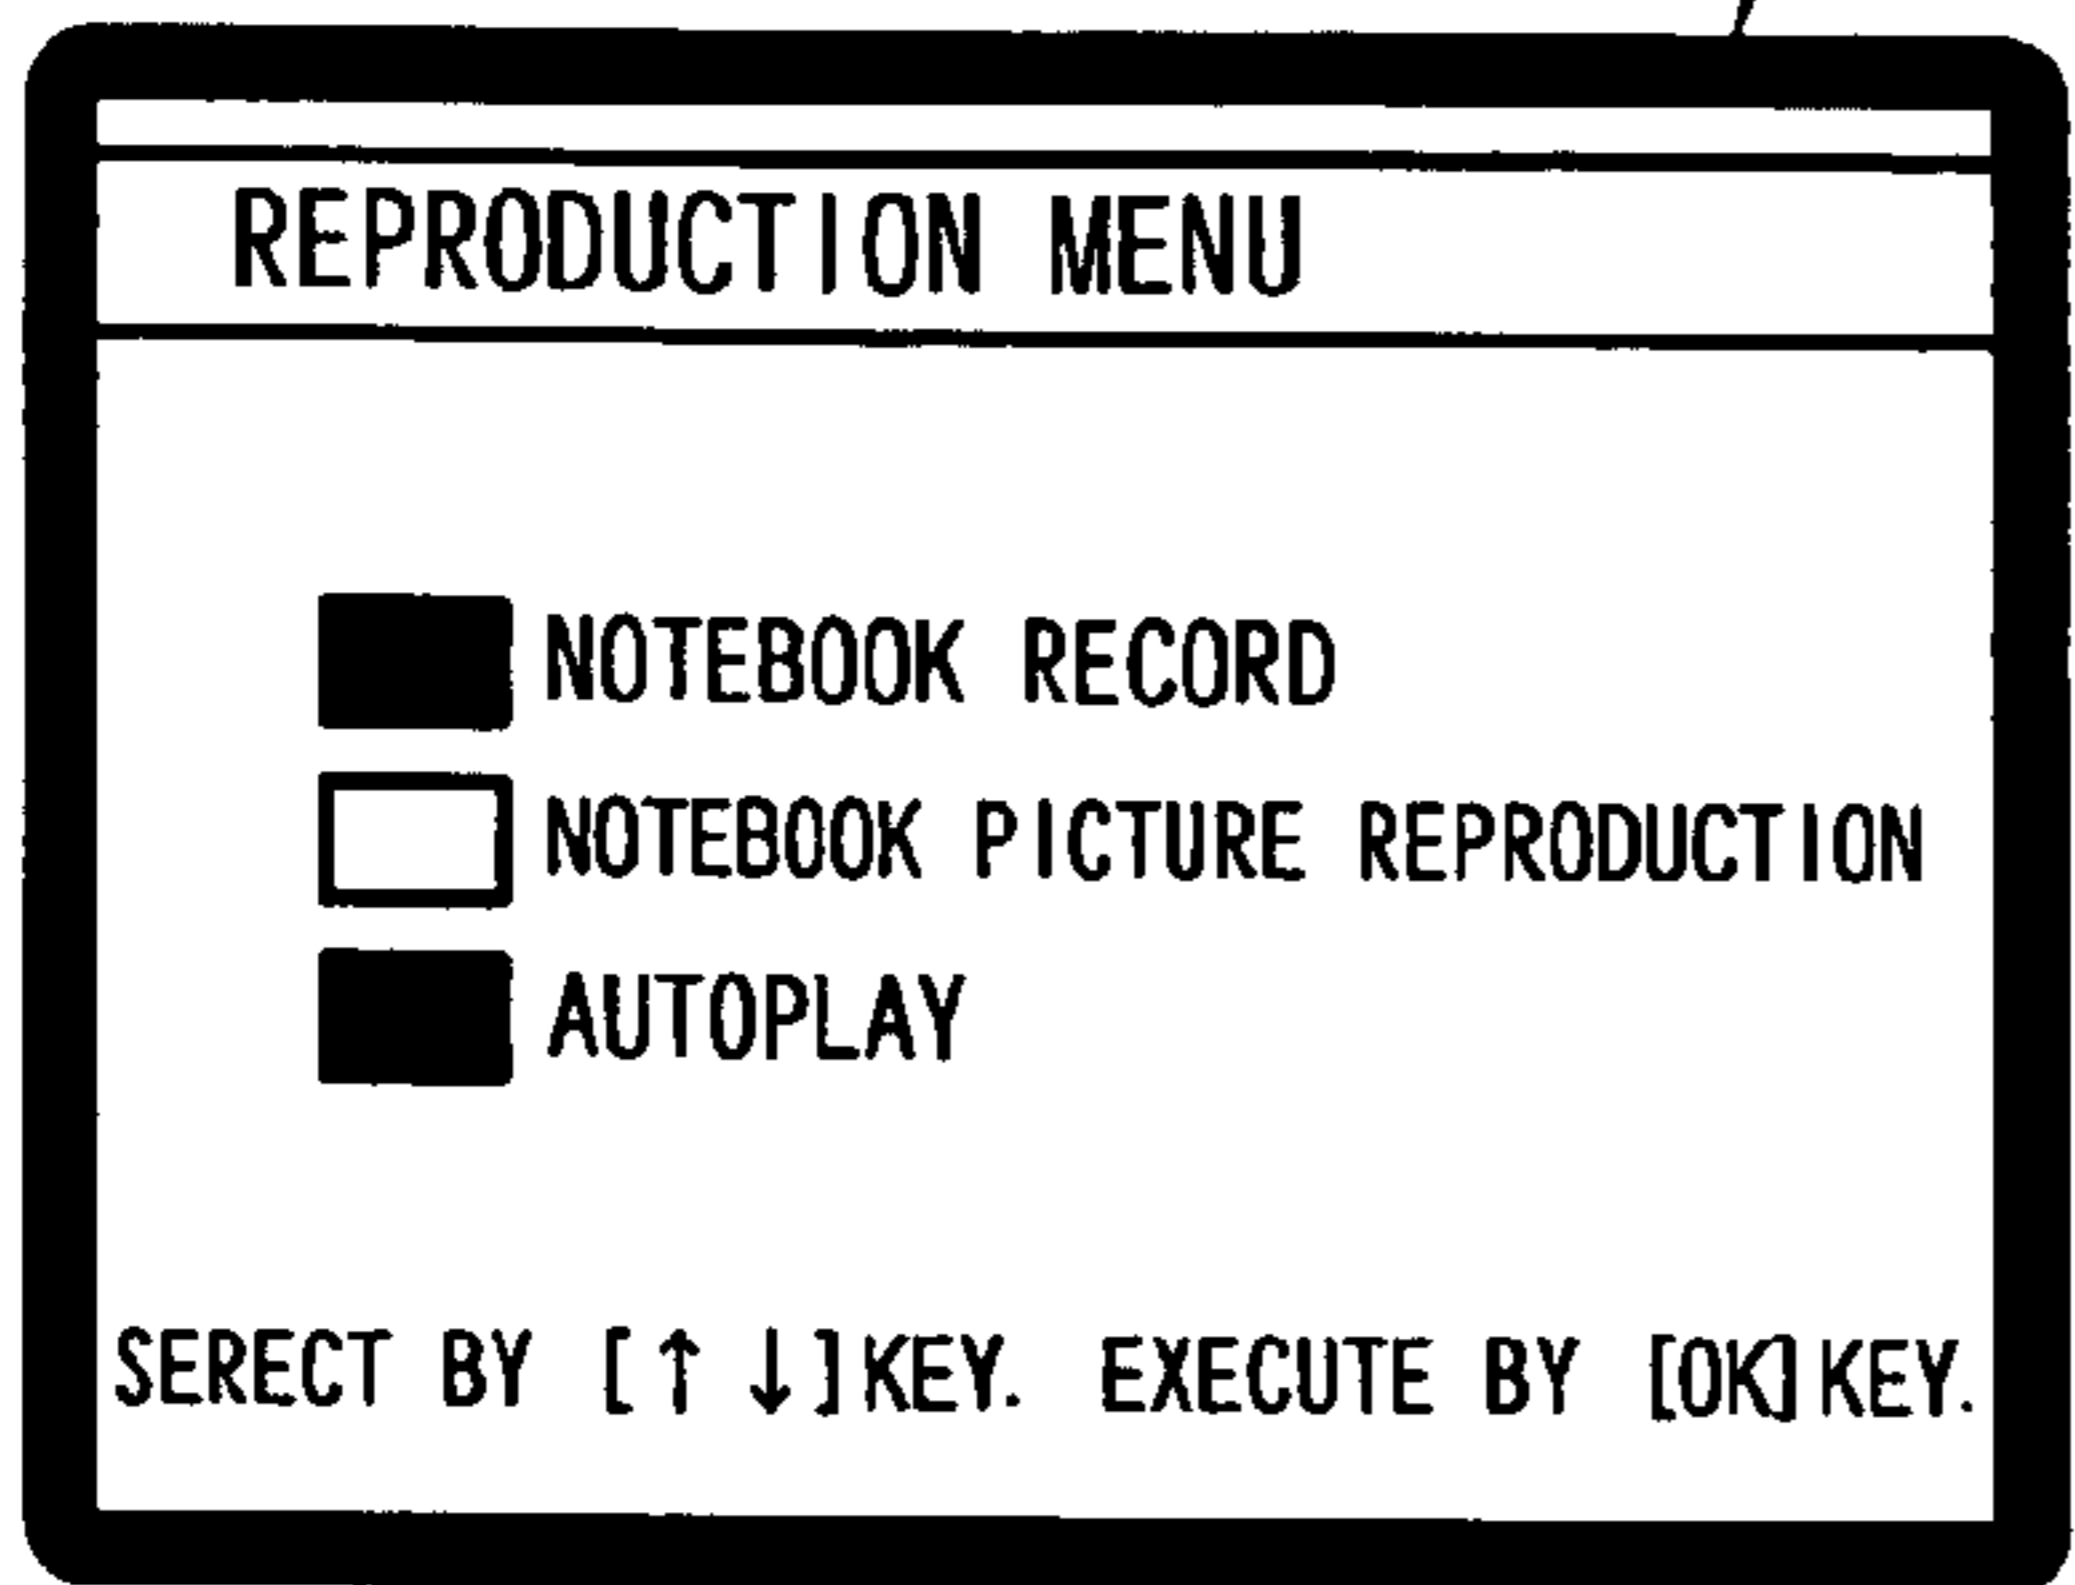 REPRODUCTION MENU
NOTEBOOK RECORD
NOTEBOOK PICTURE REPRODUCTION
AUTOPLAY
SERECT BY [↑ ↓]KEY. EXECUTE BY [OK]KEY.